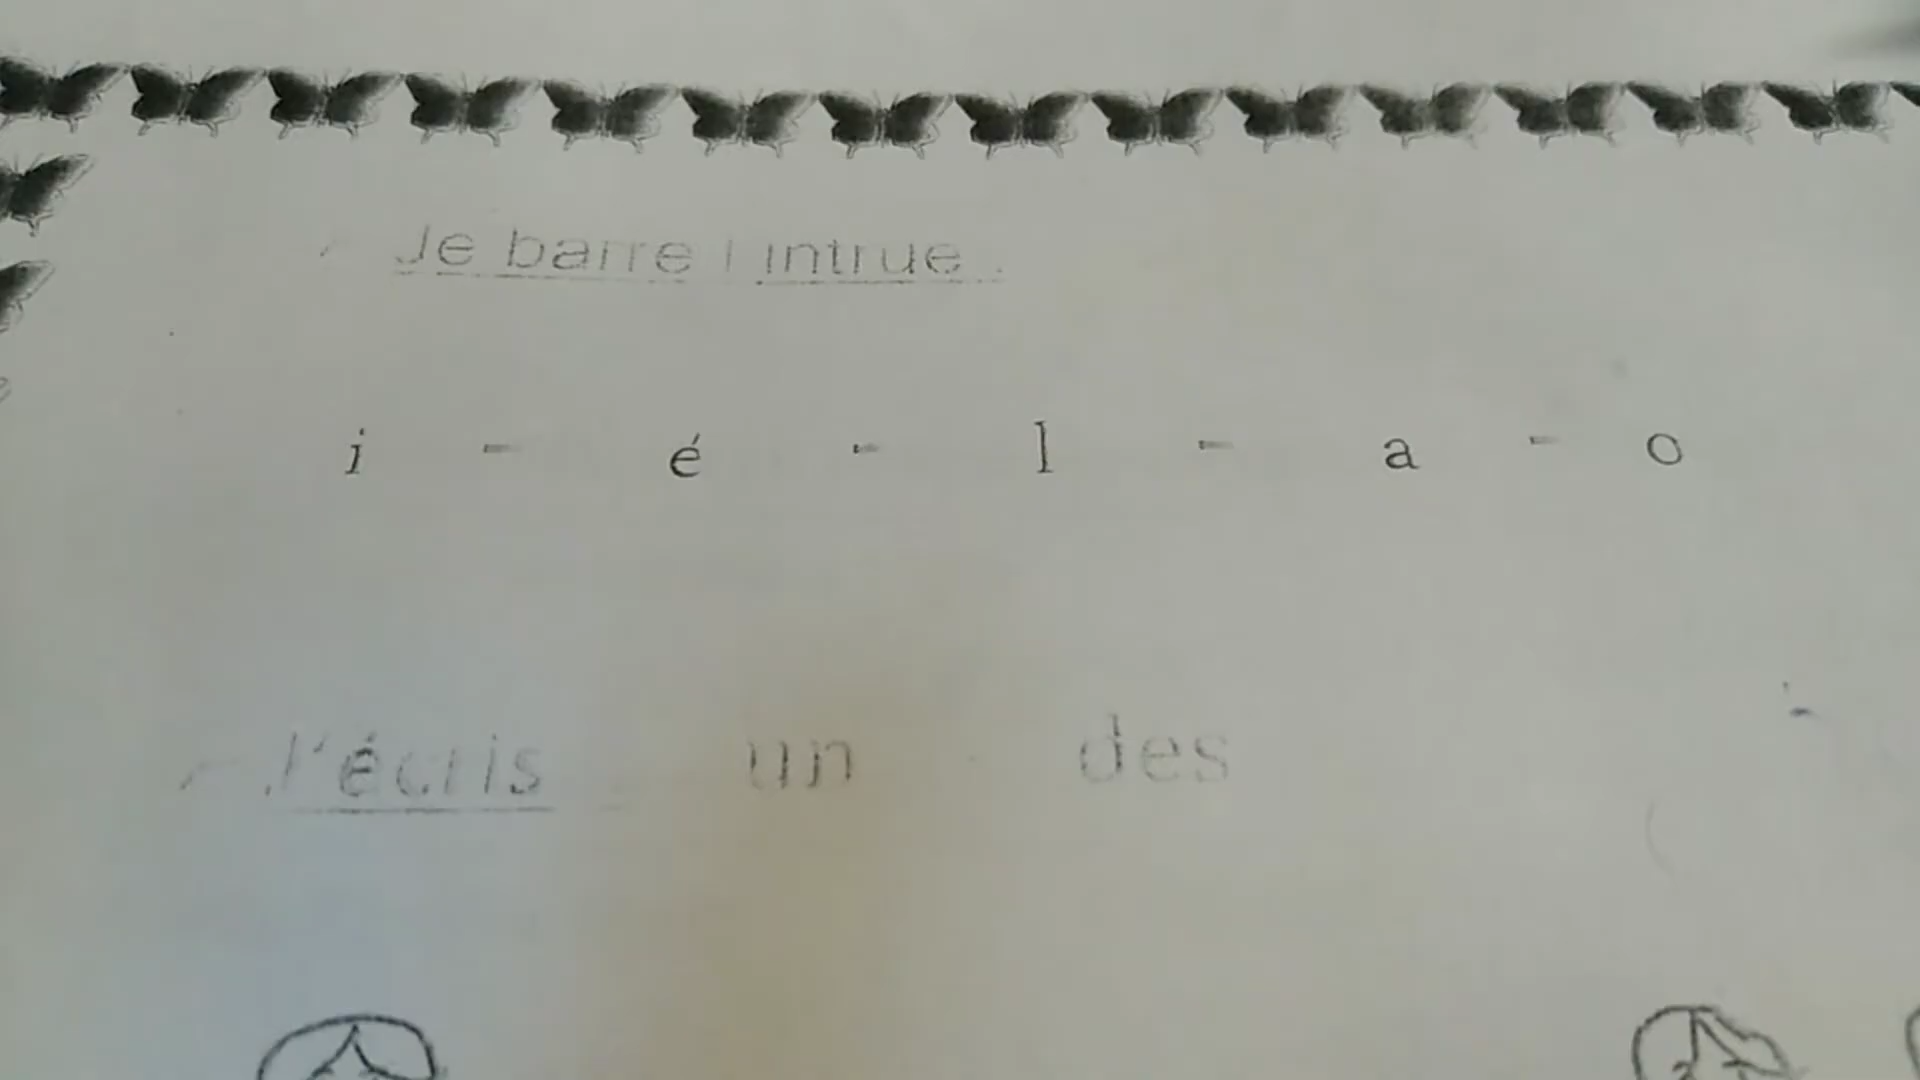 Je barre l'intrue.
i - é - l - a - o
J'écris : un - des